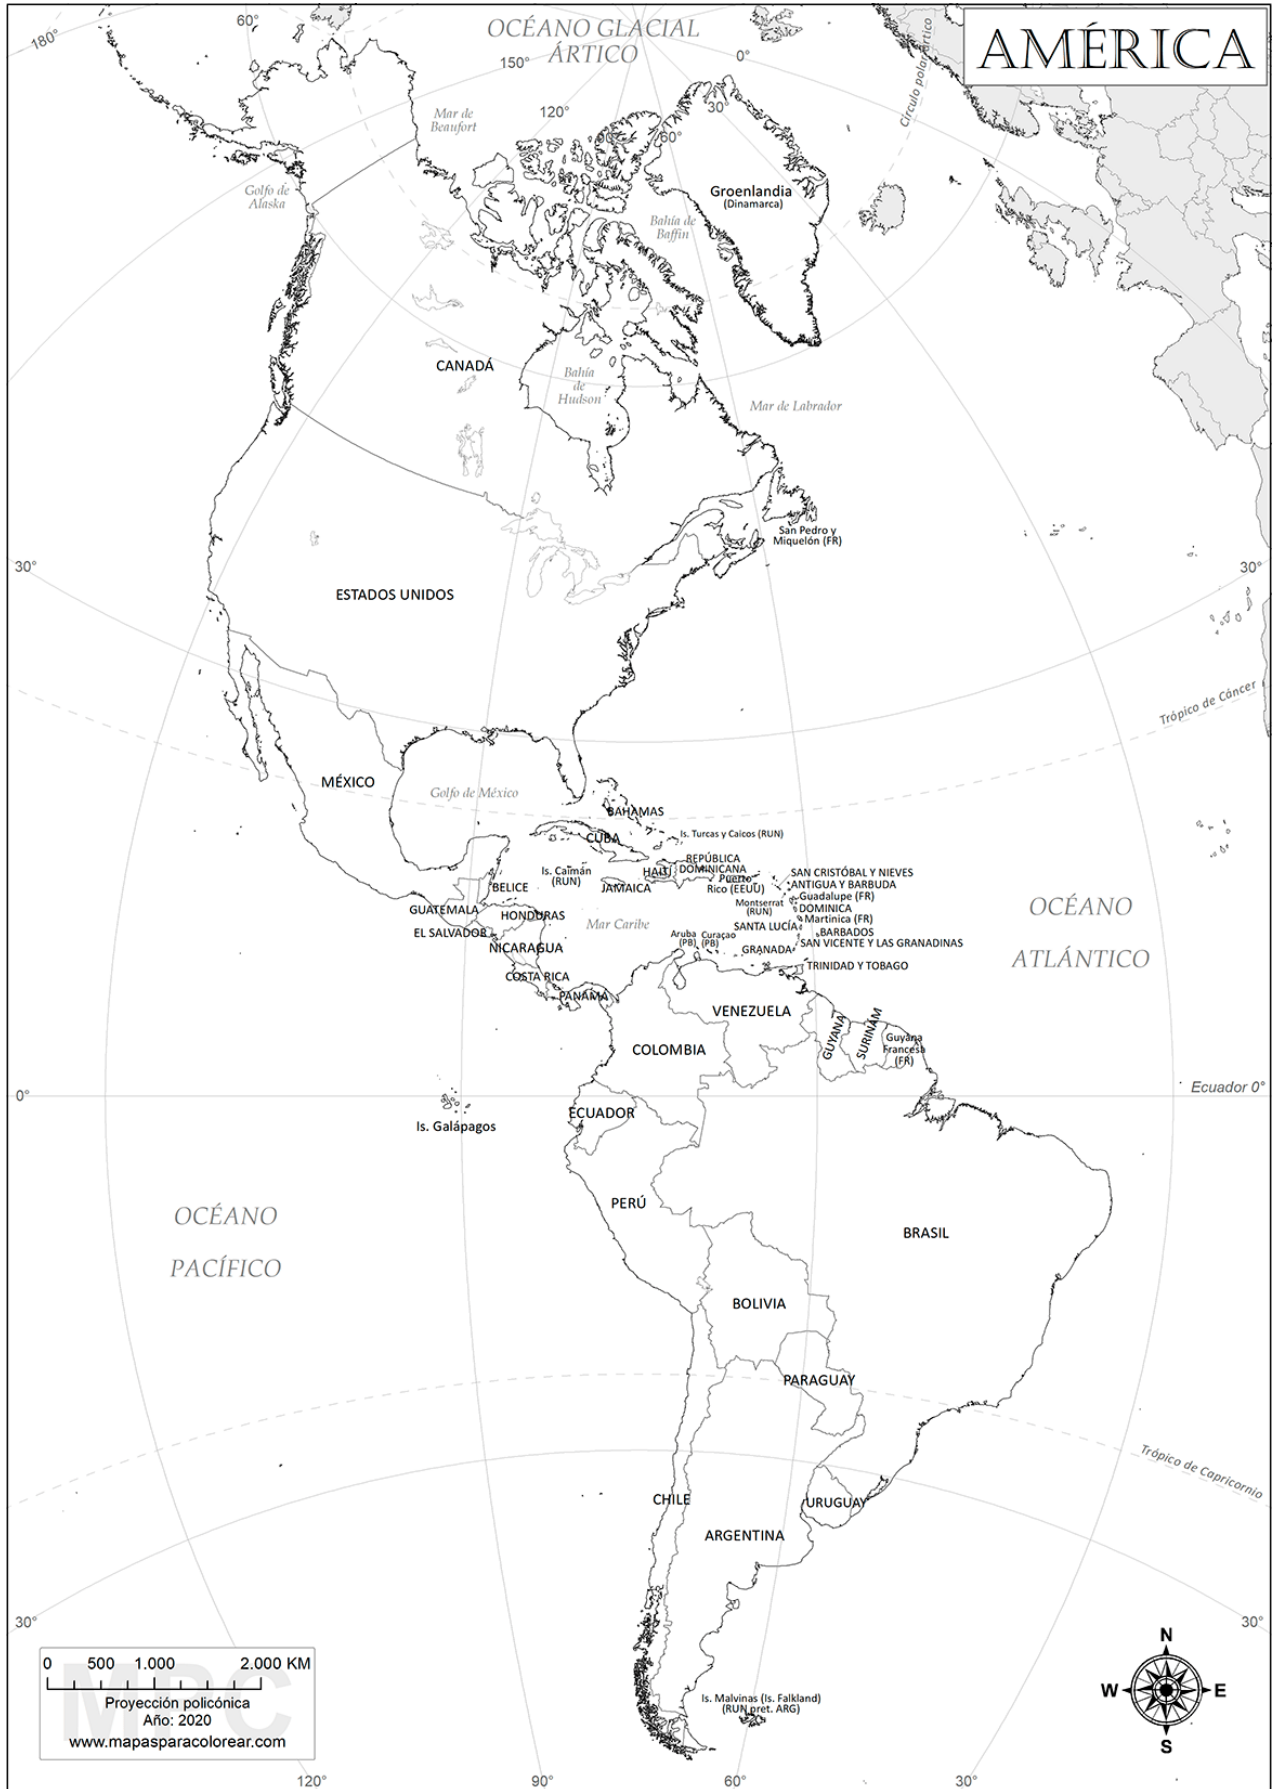 AMÉRICA
180°
60°
OCÉANO GLACIAL
ÁRTICO
150°
0°
120°
30°
60°
Círculo polar ártico
Mar de
Beaufort
Golfo de
Alaska
Groenlandia
(Dinamarca)
Bahía de
Baffin
CANADÁ
Bahía
de
Hudson
Mar de Labrador
San Pedro y
Miquelón (FR)
30°
30°
ESTADOS UNIDOS
Trópico de Cáncer
MÉXICO
Golfo de México
BAHAMAS
CUBA
Is. Turcas y Caicos (RUN)
REPÚBLICA
DOMINICANA
HAITÍ
Is. Caimán
(RUN)
JAMAICA
Puerto
Rico (EEUU)
SAN CRISTÓBAL Y NIEVES
ANTIGUA Y BARBUDA
Guadalupe (FR)
Montserrat
(RUN)
DOMINICA
Martinica (FR)
SANTA LUCÍA
BARBADOS
SAN VICENTE Y LAS GRANADINAS
GRANADA
TRINIDAD Y TOBAGO
Aruba
(PB)
Curaçao
(PB)
BELICE
GUATEMALA
HONDURAS
EL SALVADOR
NICARAGUA
Mar Caribe
COSTA RICA
PANAMÁ
OCÉANO
ATLÁNTICO
VENEZUELA
COLOMBIA
GUYANA
SURINAM
Guyana
Francesa
(FR)
0°
Ecuador 0°
ECUADOR
Is. Galápagos
PERÚ
BRASIL
OCÉANO
PACÍFICO
BOLIVIA
PARAGUAY
Trópico de Capricornio
CHILE
URUGUAY
ARGENTINA
30°
30°
Is. Malvinas (Is. Falkland)
(RUN pret. ARG)
0 500 1.000 2.000 KM
MPC
Proyección policónica
Año: 2020
www.mapasparacolorear.com
N
W E
S
120°
90°
60°
30°